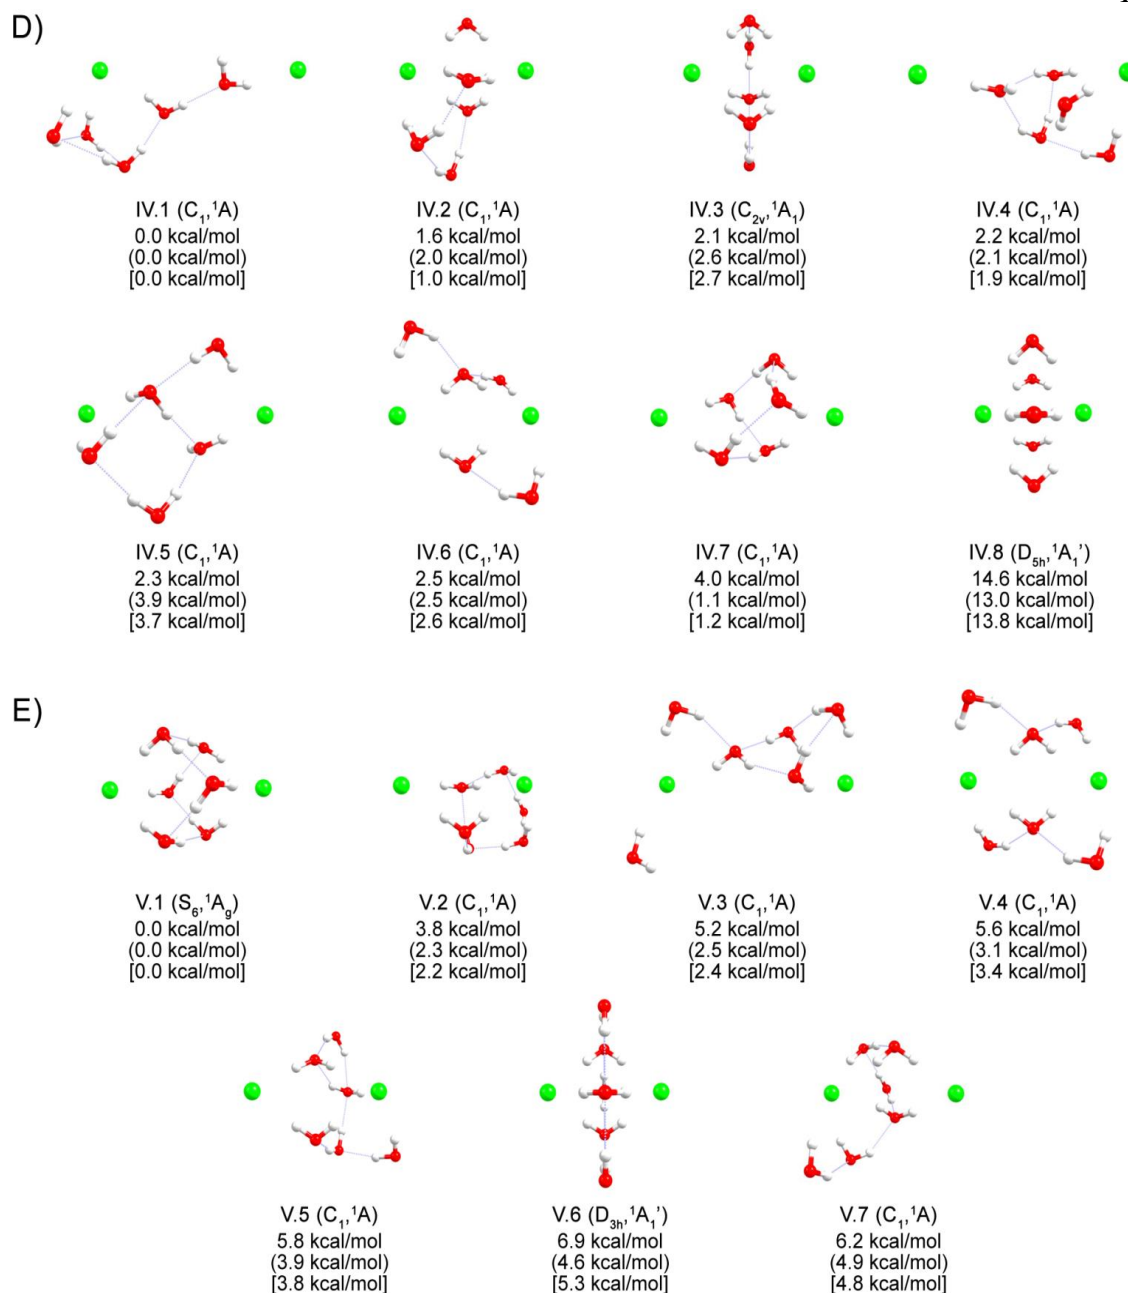 D)
IV.1 (C₁,¹A)
0.0 kcal/mol
(0.0 kcal/mol)
[0.0 kcal/mol]
IV.2 (C₁,¹A)
1.6 kcal/mol
(2.0 kcal/mol)
[1.0 kcal/mol]
IV.3 (C₂ᵥ,¹A₁)
2.1 kcal/mol
(2.6 kcal/mol)
[2.7 kcal/mol]
IV.4 (C₁,¹A)
2.2 kcal/mol
(2.1 kcal/mol)
[1.9 kcal/mol]
IV.5 (C₁,¹A)
2.3 kcal/mol
(3.9 kcal/mol)
[3.7 kcal/mol]
IV.6 (C₁,¹A)
2.5 kcal/mol
(2.5 kcal/mol)
[2.6 kcal/mol]
IV.7 (C₁,¹A)
4.0 kcal/mol
(1.1 kcal/mol)
[1.2 kcal/mol]
IV.8 (D₅ₕ,¹A₁')
14.6 kcal/mol
(13.0 kcal/mol)
[13.8 kcal/mol]
E)
V.1 (S₆,¹A_g)
0.0 kcal/mol
(0.0 kcal/mol)
[0.0 kcal/mol]
V.2 (C₁,¹A)
3.8 kcal/mol
(2.3 kcal/mol)
[2.2 kcal/mol]
V.3 (C₁,¹A)
5.2 kcal/mol
(2.5 kcal/mol)
[2.4 kcal/mol]
V.4 (C₁,¹A)
5.6 kcal/mol
(3.1 kcal/mol)
[3.4 kcal/mol]
V.5 (C₁,¹A)
5.8 kcal/mol
(3.9 kcal/mol)
[3.8 kcal/mol]
V.6 (D₃ₕ,¹A₁')
6.9 kcal/mol
(4.6 kcal/mol)
[5.3 kcal/mol]
V.7 (C₁,¹A)
6.2 kcal/mol
(4.9 kcal/mol)
[4.8 kcal/mol]